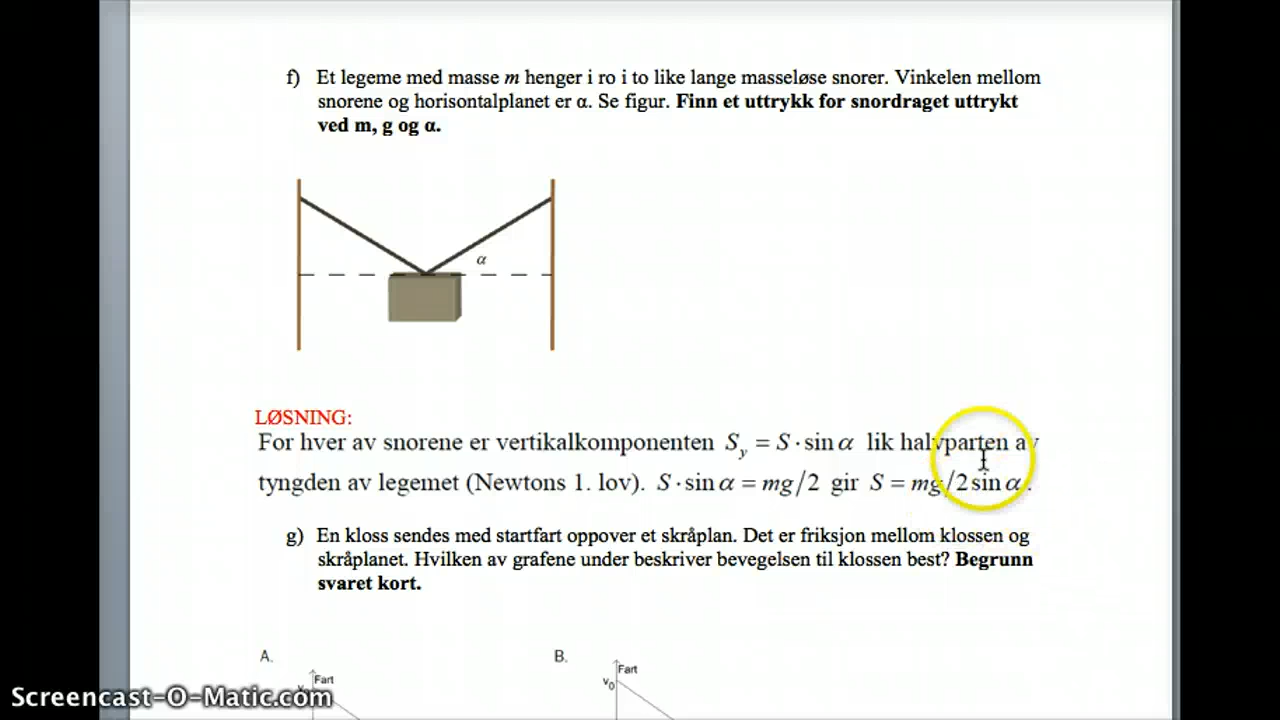 f) Et legeme med masse m henger i ro i to like lange masseløse snorer. Vinkelen mellom
snorene og horisontalplanet er α. Se figur. Finn et uttrykk for snordraget uttrykt
ved m, g og α.
α
LØSNING:
For hver av snorene er vertikalkomponenten S_y = S · sin α lik halvparten av
tyngden av legemet (Newtons 1. lov). S · sin α = mg/2 gir S = mg/2 sin α.
g) En kloss sendes med startfart oppover et skråplan. Det er friksjon mellom klossen og
skråplanet. Hvilken av grafene under beskriver bevegelsen til klossen best? Begrunn
svaret kort.
A.
B.
Fart
Fart
v₀
Screencast-O-Matic.com